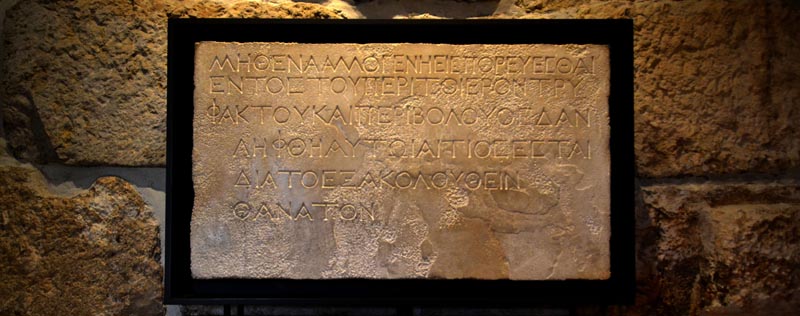 ΜΗΘΕΝΑΑΛΛΟΓΕΝΗΕΙΣΠΟΡΕΥΕΣΘΑΙ
ΕΝΤΟΣΤΟΥΠΕΡΙΤΟΙΕΡΟΝΤΡΥ
ΦΑΚΤΟΥΚΑΙΠΕΡΙΒΟΛΟΥΟΣΔΑΝ
ΛΗΦΘΗΑΥΤΩΙΑΙΤΙΟΣΕΣΤΑΙ
ΔΙΑΤΟΕΞΑΚΟΛΟΥΘΕΙΝ
ΘΑΝΑΤΟΝ